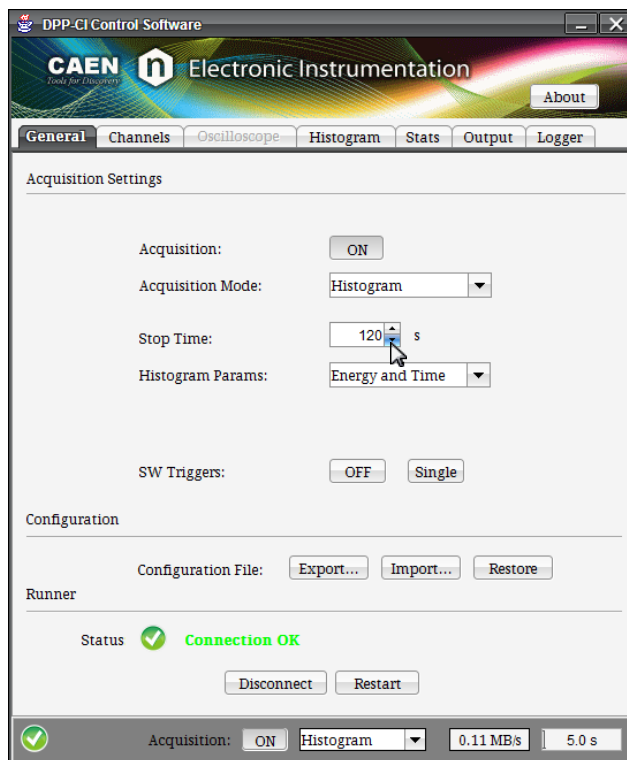 DPP-CI Control Software
CAEN n Electronic Instrumentation
Tools for Discovery
About
General Channels Oscilloscope Histogram Stats Output Logger
Acquisition Settings
Acquisition: ON
Acquisition Mode: Histogram
Stop Time: 120 s
Histogram Params: Energy and Time
SW Triggers: OFF Single
Configuration
Configuration File: Export... Import... Restore
Runner
Status Connection OK
Disconnect Restart
Acquisition: ON Histogram 0.11 MB/s 5.0 s